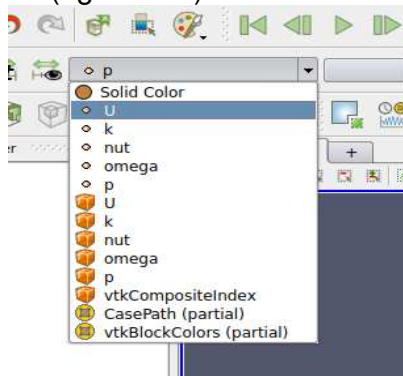 p
Solid Color
U
k
nut
omega
p
U
k
nut
omega
p
vtkCompositeIndex
CasePath (partial)
vtkBlockColors (partial)
+